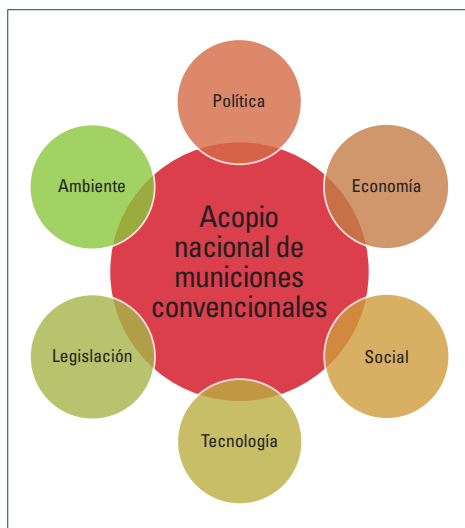 Política
Ambiente
Economía
Acopio
nacional de
municiones
convencionales
Legislación
Social
Tecnología